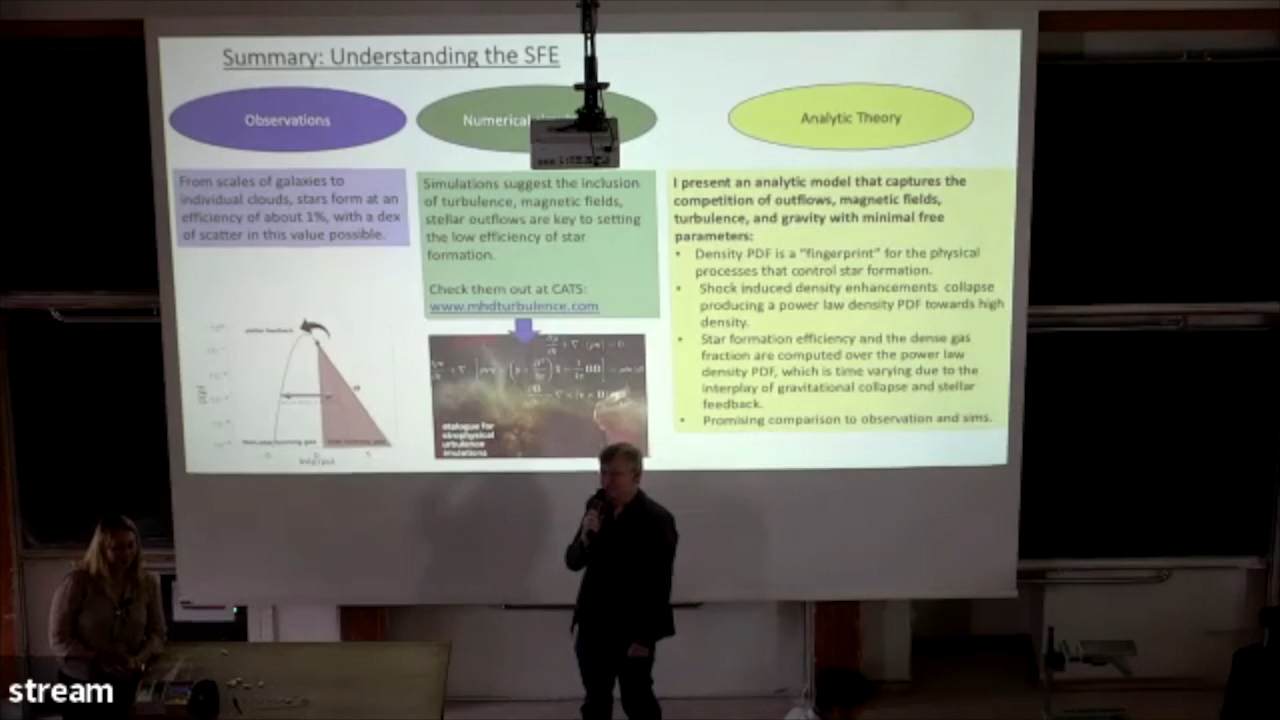 Summary: Understanding the SFE
Observations
From scales of galaxies to
individual clouds, stars form at an
efficiency of about 1%, with a dex
of scatter in this value possible.
stellar feedback
Numerical
Simulations suggest the inclusion
of turbulence, magnetic fields,
stellar outflows are key to setting
the low efficiency of star
formation.
Check them out at CATS:
www.mhdturbulence.com
Analytic Theory
I present an analytic model that captures the
competition of outflows, magnetic fields,
turbulence, and gravity with minimal free
parameters:
• Density PDF is a "fingerprint" for the physical
processes that control star formation.
• Shock induced density enhancements collapse
producing a power law density PDF towards high
density.
• Star formation efficiency and the dense gas
fraction are computed over the power law
density PDF, which is time varying due to the
interplay of gravitational collapse and stellar
feedback.
• Promising comparison to observation and sims.
stream